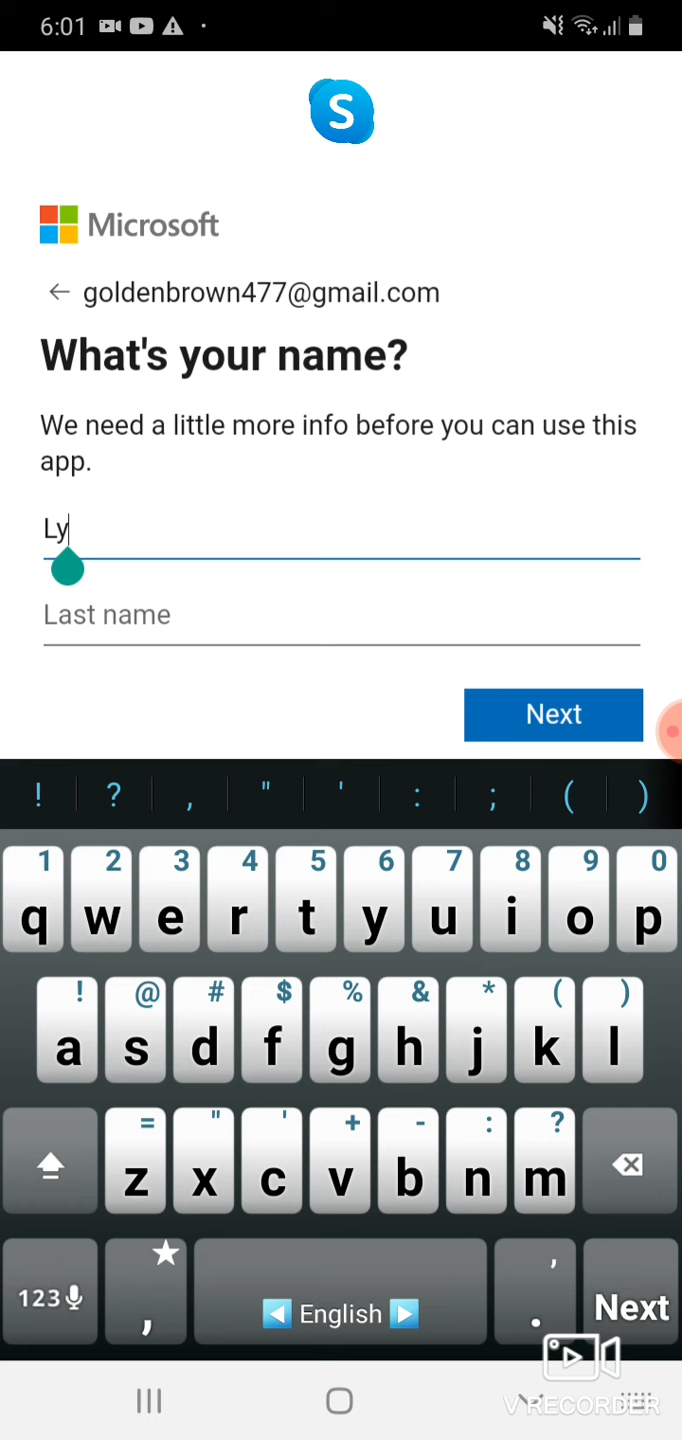 6:01
S
Microsoft
← goldenbrown477@gmail.com
What's your name?
We need a little more info before you can use this
app.
Ly
Last name
Next
! ? , " ' : ; ( )
1 2 3 4 5 6 7 8 9 0
q w e r t y u i o p
! @ # $ % & * ( )
a s d f g h j k l
= " ' + - : ?
z x c v b n m
123 , English . ' Next
V RECORDER